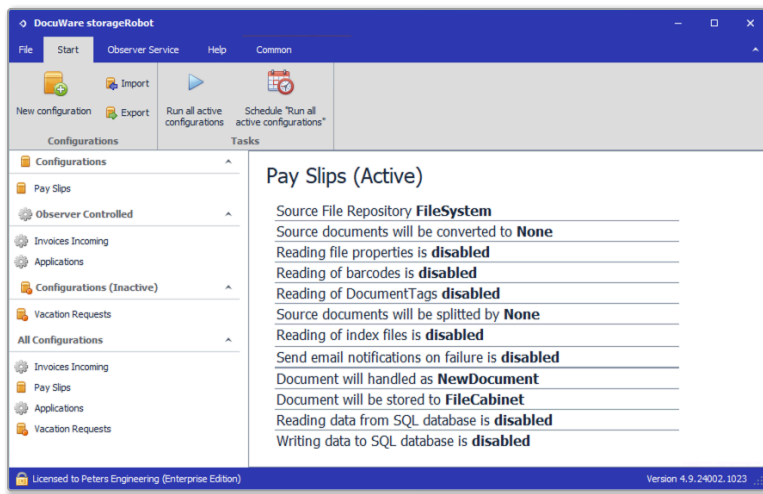 DocuWare storageRobot
File Start Observer Service Help Common
New configuration
Import
Export
Run all active
configurations
Schedule "Run all
active configurations"
Configurations
Tasks
Configurations
Pay Slips
Observer Controlled
Invoices Incoming
Applications
Configurations (Inactive)
Vacation Requests
All Configurations
Invoices Incoming
Pay Slips
Applications
Vacation Requests
Pay Slips (Active)
Source File Repository FileSystem
Source documents will be converted to None
Reading file properties is disabled
Reading of barcodes is disabled
Reading of DocumentTags disabled
Source documents will be splitted by None
Reading of index files is disabled
Send email notifications on failure is disabled
Document will handled as NewDocument
Document will be stored to FileCabinet
Reading data from SQL database is disabled
Writing data to SQL database is disabled
Licensed to Peters Engineering (Enterprise Edition)
Version 4.9.24002.1023